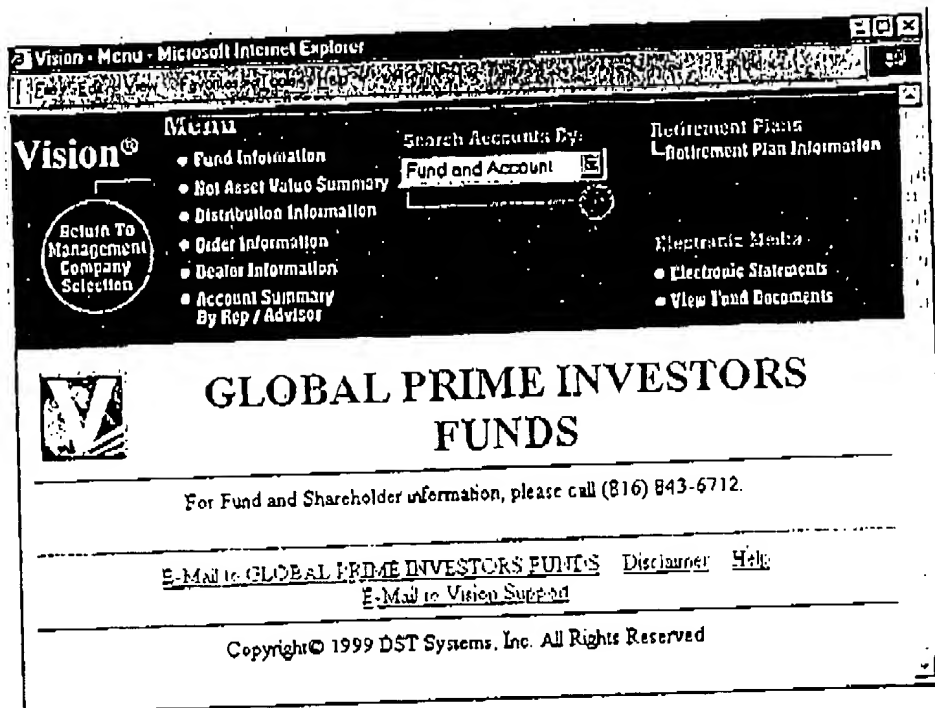 Vision - Menu - Microsoft Internet Explorer
View Favorites Tools Help
Vision®
Return To
Management
Company
Selection
Menu
Fund Information
Net Asset Value Summary
Distribution Information
Order Information
Dealer Information
Account Summary
By Rep / Advisor
Search Accounts By:
Fund and Account
Retirement Plans
Retirement Plan Information
Electronic Media
Electronic Statements
View Fund Documents
V
GLOBAL PRIME INVESTORS
FUNDS
For Fund and Shareholder information, please call (816) 843-6712.
E-Mail to GLOBAL PRIME INVESTORS FUNDS Disclaimer Help
E-Mail to Vision Support
Copyright© 1999 DST Systems, Inc. All Rights Reserved